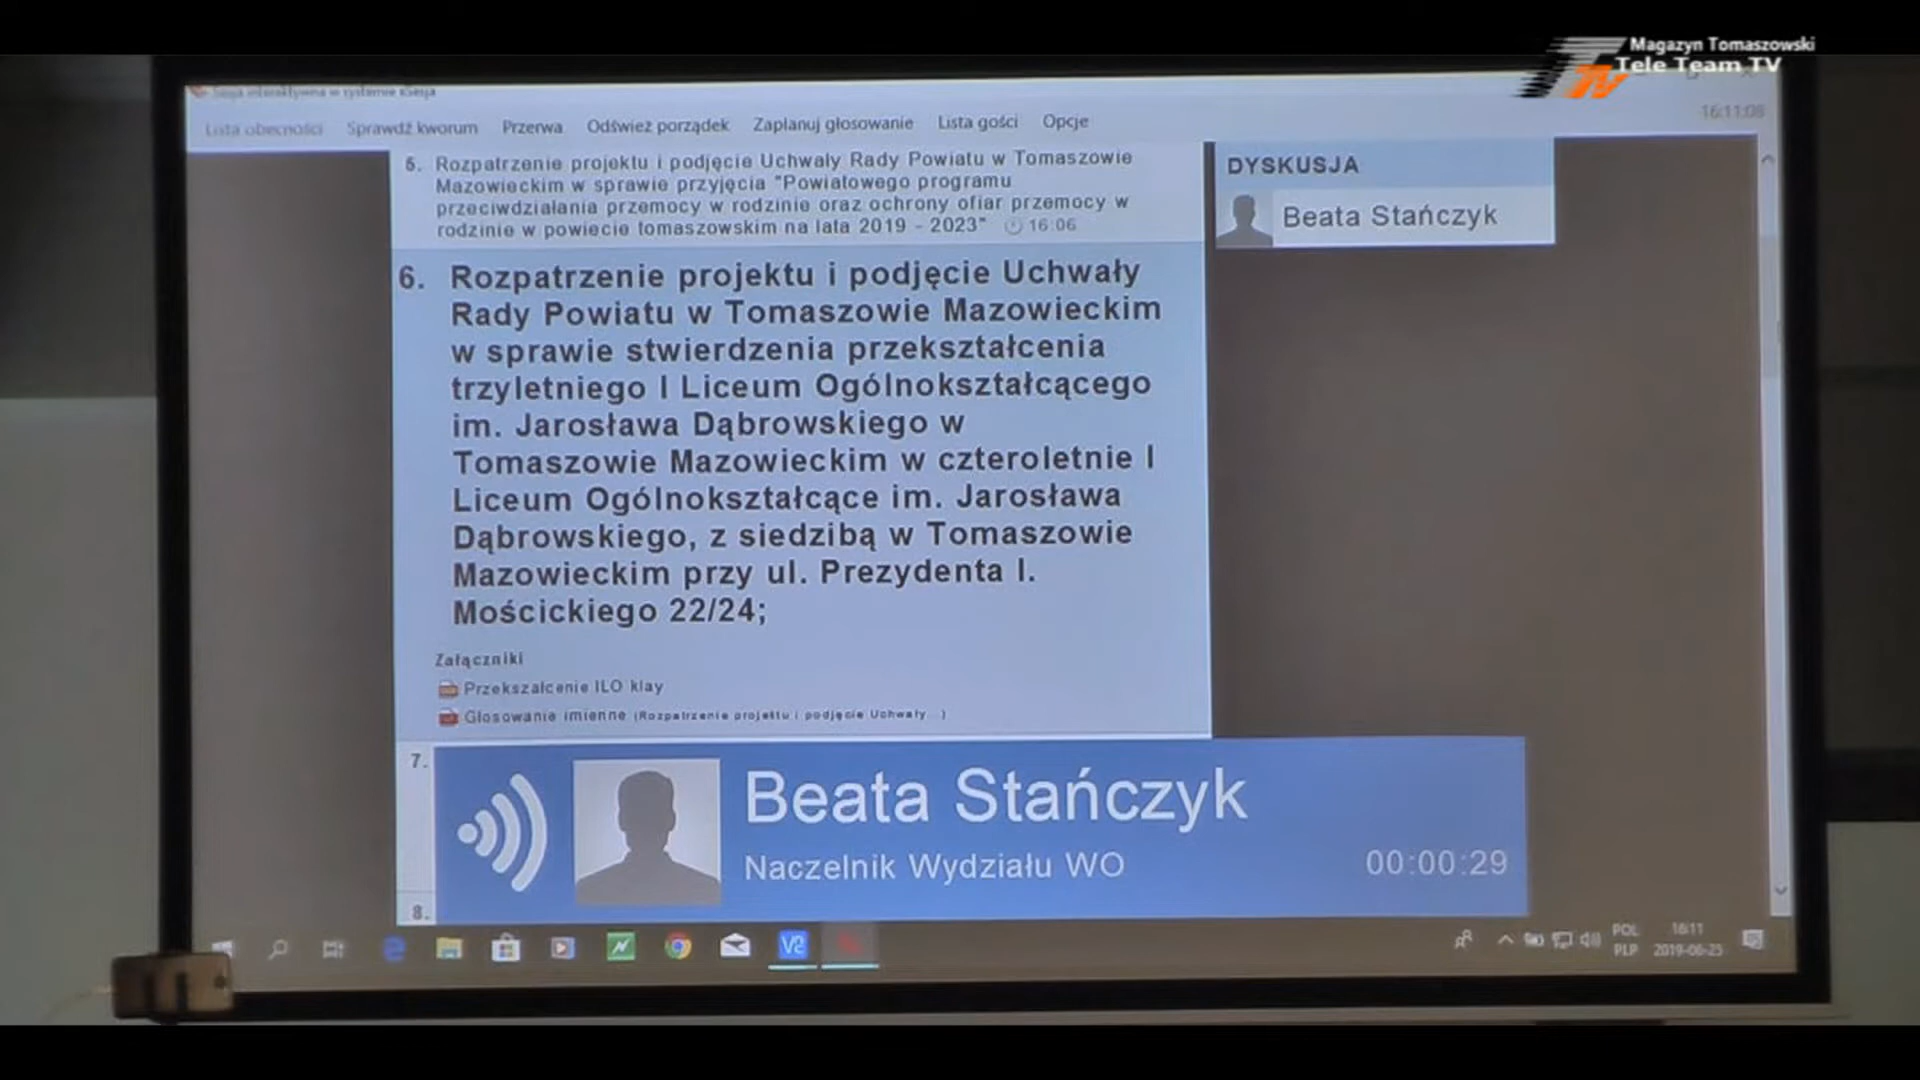 Magazyn Tomaszowski
Tele Team TV
Sesja interaktywna w systemie eSesja
16:11:08
Lista obecności Sprawdź kworum Przerwa Odśwież porządek Zaplanuj głosowanie Lista gości Opcje
5. Rozpatrzenie projektu i podjęcie Uchwały Rady Powiatu w Tomaszowie
Mazowieckim w sprawie przyjęcia "Powiatowego programu
przeciwdziałania przemocy w rodzinie oraz ochrony ofiar przemocy w
rodzinie w powiecie tomaszowskim na lata 2019 - 2023" 16:06
DYSKUSJA
Beata Stańczyk
6. Rozpatrzenie projektu i podjęcie Uchwały
Rady Powiatu w Tomaszowie Mazowieckim
w sprawie stwierdzenia przekształcenia
trzyletniego I Liceum Ogólnokształcącego
im. Jarosława Dąbrowskiego w
Tomaszowie Mazowieckim w czteroletnie I
Liceum Ogólnokształcące im. Jarosława
Dąbrowskiego, z siedzibą w Tomaszowie
Mazowieckim przy ul. Prezydenta I.
Mościckiego 22/24;
Załączniki
Przekszałcenie ILO klay
Głosowanie imienne (Rozpatrzenie projektu i podjęcie Uchwały ...)
7.
Beata Stańczyk
Naczelnik Wydziału WO
00:00:29
8.
POL
PLP
16:11
2019-06-25